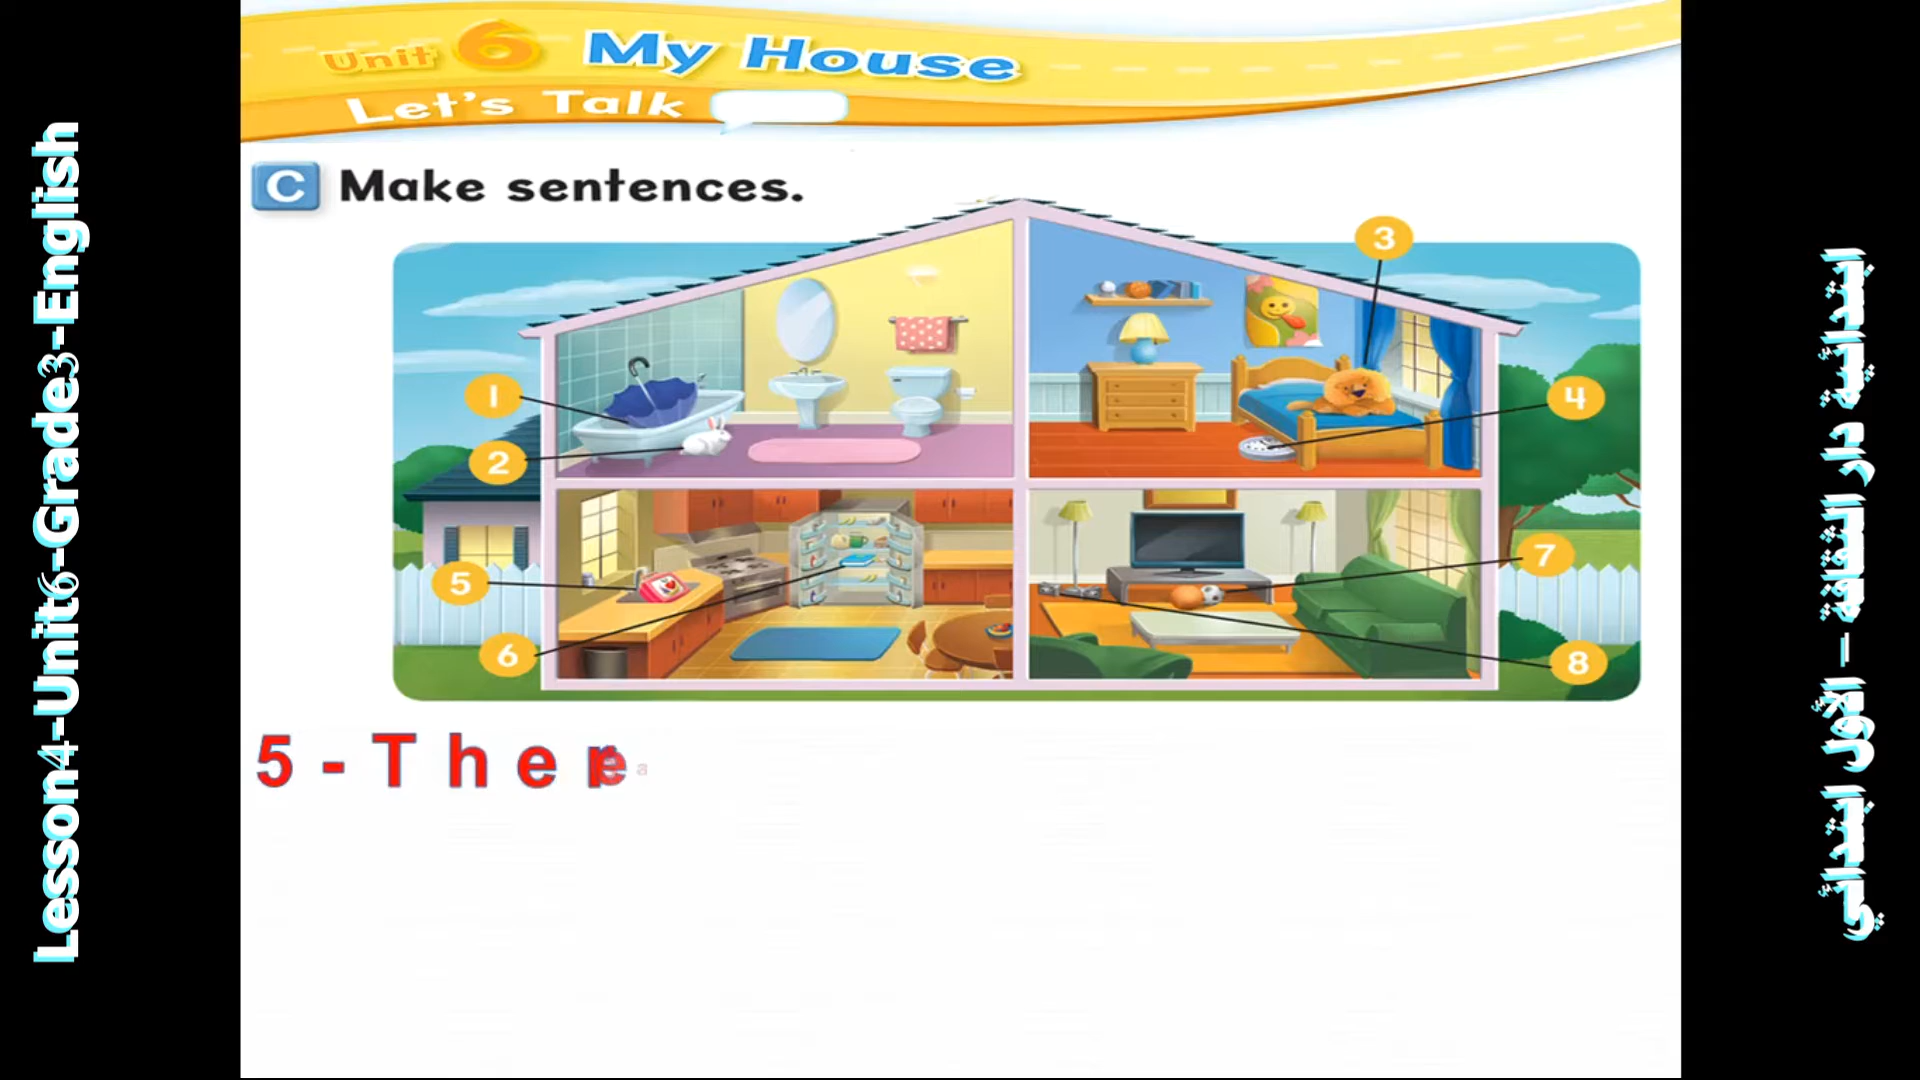 Unit 6 My House
Let's Talk
C Make sentences.
1
2
3
4
5
6
7
8
5 - T h e r e
Lesson4-Unit6-Grade3-English
ابتدائية دار الثقافة – الأول ابتدائي